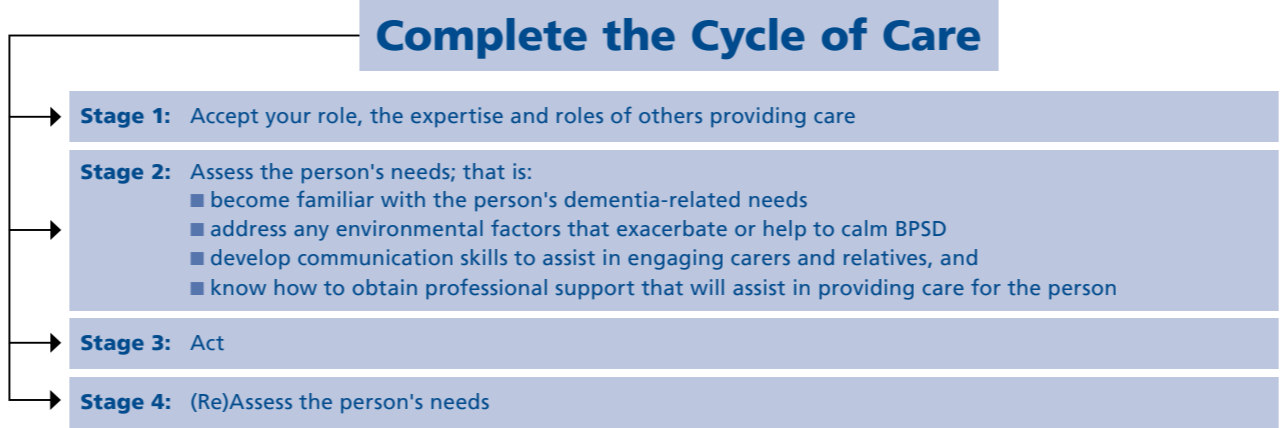 Complete the Cycle of Care
Stage 1: Accept your role, the expertise and roles of others providing care
Stage 2: Assess the person's needs; that is:
■ become familiar with the person's dementia-related needs
■ address any environmental factors that exacerbate or help to calm BPSD
■ develop communication skills to assist in engaging carers and relatives, and
■ know how to obtain professional support that will assist in providing care for the person
Stage 3: Act
Stage 4: (Re)Assess the person's needs